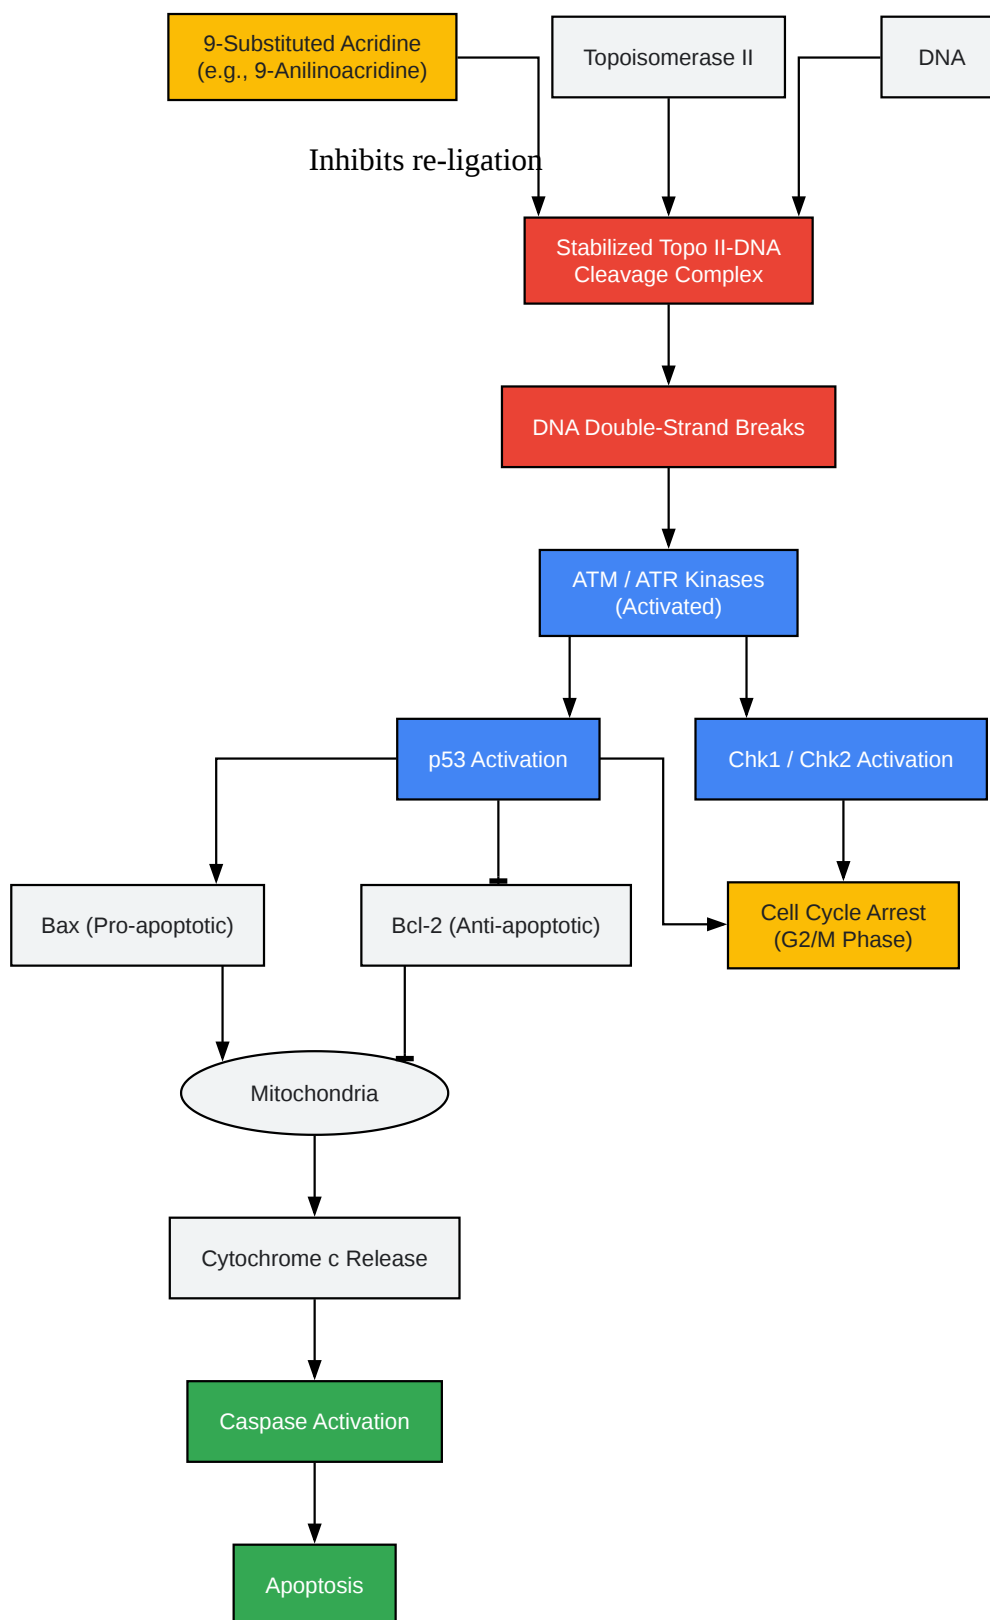 9-Substituted Acridine
(e.g., 9-Anilinoacridine)
Topoisomerase II
DNA
Inhibits re-ligation
Stabilized Topo II-DNA
Cleavage Complex
DNA Double-Strand Breaks
ATM / ATR Kinases
(Activated)
p53 Activation
Chk1 / Chk2 Activation
Bax (Pro-apoptotic)
Bcl-2 (Anti-apoptotic)
Cell Cycle Arrest
(G2/M Phase)
Mitochondria
Cytochrome c Release
Caspase Activation
Apoptosis